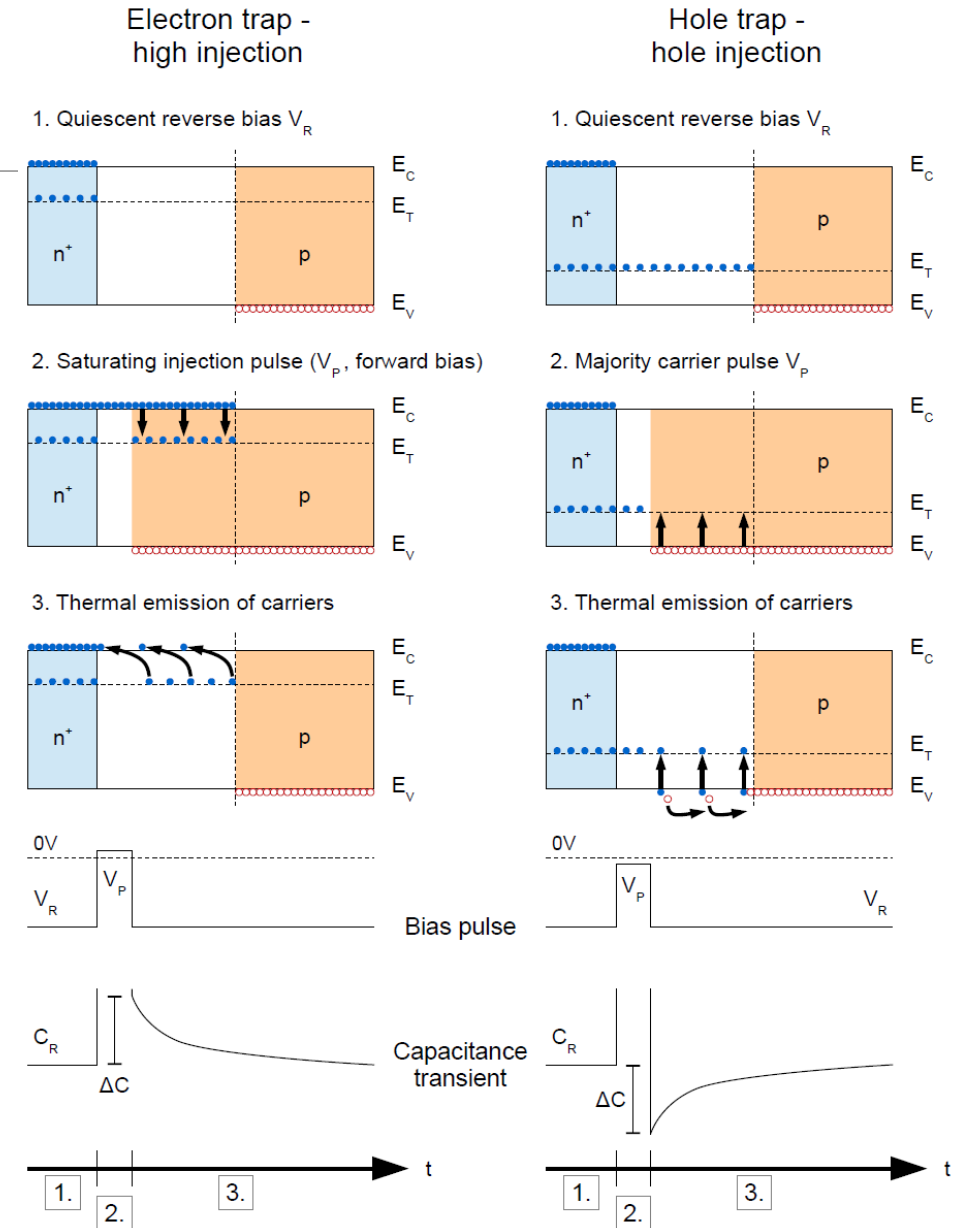 Electron trap -
high injection
Hole trap -
hole injection
1. Quiescent reverse bias V_R
E_C
E_T
n⁺
p
E_V
1. Quiescent reverse bias V_R
E_C
n⁺
p
E_T
E_V
2. Saturating injection pulse (V_P, forward bias)
E_C
E_T
n⁺
p
E_V
2. Majority carrier pulse V_P
E_C
n⁺
p
E_T
E_V
3. Thermal emission of carriers
E_C
E_T
n⁺
p
E_V
3. Thermal emission of carriers
E_C
n⁺
p
E_T
E_V
0V
V_P
V_R
Bias pulse
0V
V_P
V_R
C_R
ΔC
Capacitance
transient
C_R
ΔC
t
1.
2.
3.
t
1.
2.
3.